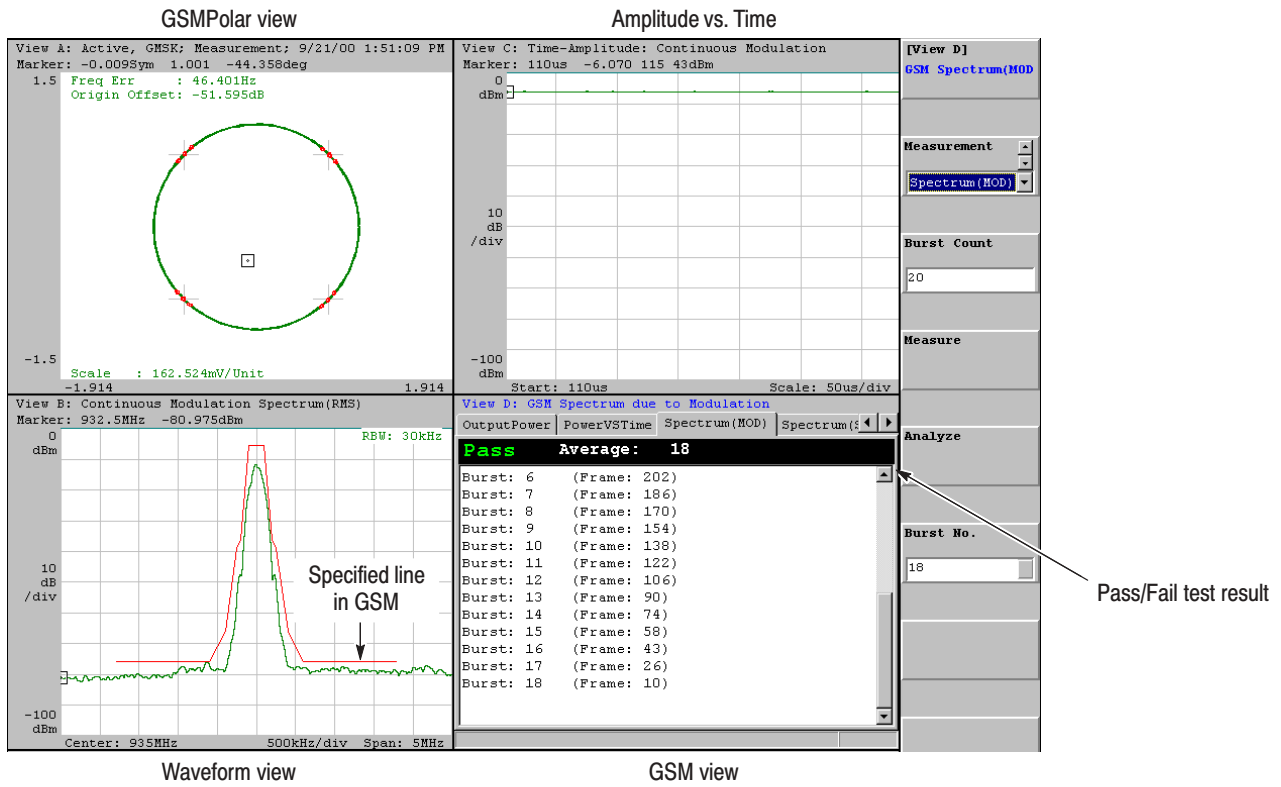 GSMPolar view
Amplitude vs. Time
View A: Active, GMSK; Measurement; 9/21/00 1:51:09 PM
Marker: -0.009Sym 1.001 -44.358deg
1.5
Freq Err : 46.401Hz
Origin Offset: -51.595dB
-1.5
Scale : 162.524mV/Unit
-1.914 1.914
View C: Time-Amplitude: Continuous Modulation
Marker: 110us -6.070 115 43dBm
0
dBm
10
dB
/div
-100
dBm
Start: 110us Scale: 50us/div
[View D]
GSM Spectrum(MOD
Measurement
Spectrum(MOD)
Burst Count
20
Measure
Analyze
Burst No.
18
View B: Continuous Modulation Spectrum(RMS)
Marker: 932.5MHz -80.975dBm
0
dBm
RBW: 30kHz
10
dB
/div
Specified line
in GSM
-100
dBm
Center: 935MHz 500kHz/div Span: 5MHz
View D: GSM Spectrum due to Modulation
OutputPower PowerVSTime Spectrum(MOD) Spectrum(S
Pass Average: 18
Burst: 6 (Frame: 202)
Burst: 7 (Frame: 186)
Burst: 8 (Frame: 170)
Burst: 9 (Frame: 154)
Burst: 10 (Frame: 138)
Burst: 11 (Frame: 122)
Burst: 12 (Frame: 106)
Burst: 13 (Frame: 90)
Burst: 14 (Frame: 74)
Burst: 15 (Frame: 58)
Burst: 16 (Frame: 43)
Burst: 17 (Frame: 26)
Burst: 18 (Frame: 10)
Pass/Fail test result
Waveform view
GSM view